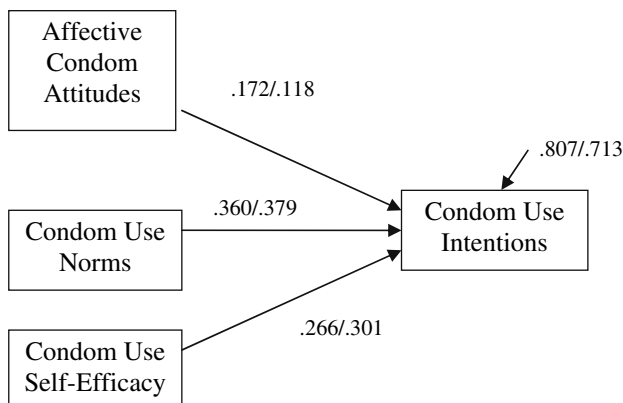 Affective
Condom
Attitudes
.172/.118
.807/.713
.360/.379
Condom Use
Norms
Condom Use
Intentions
.266/.301
Condom Use
Self-Efficacy